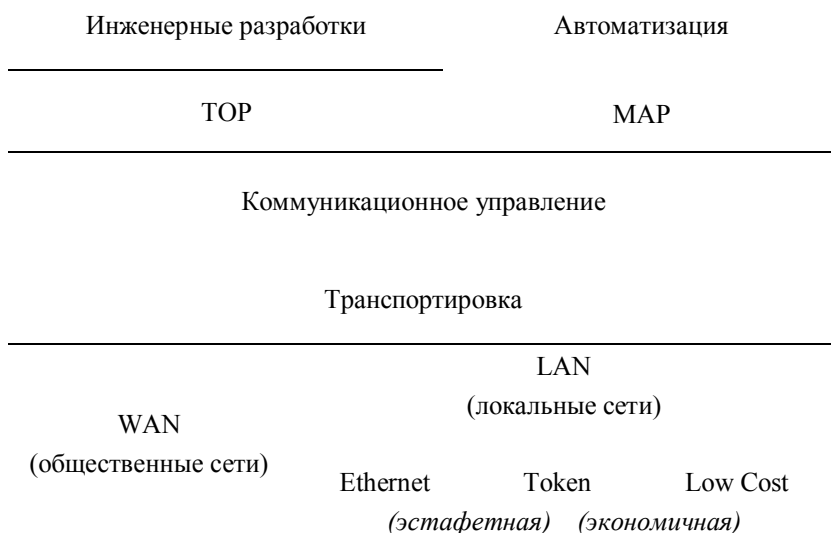 Инженерные разработки Автоматизация
TOP MAP
Коммуникационное управление
Транспортировка
LAN
(локальные сети)
WAN
(общественные сети)
Ethernet Token Low Cost
(эстафетная) (экономичная)